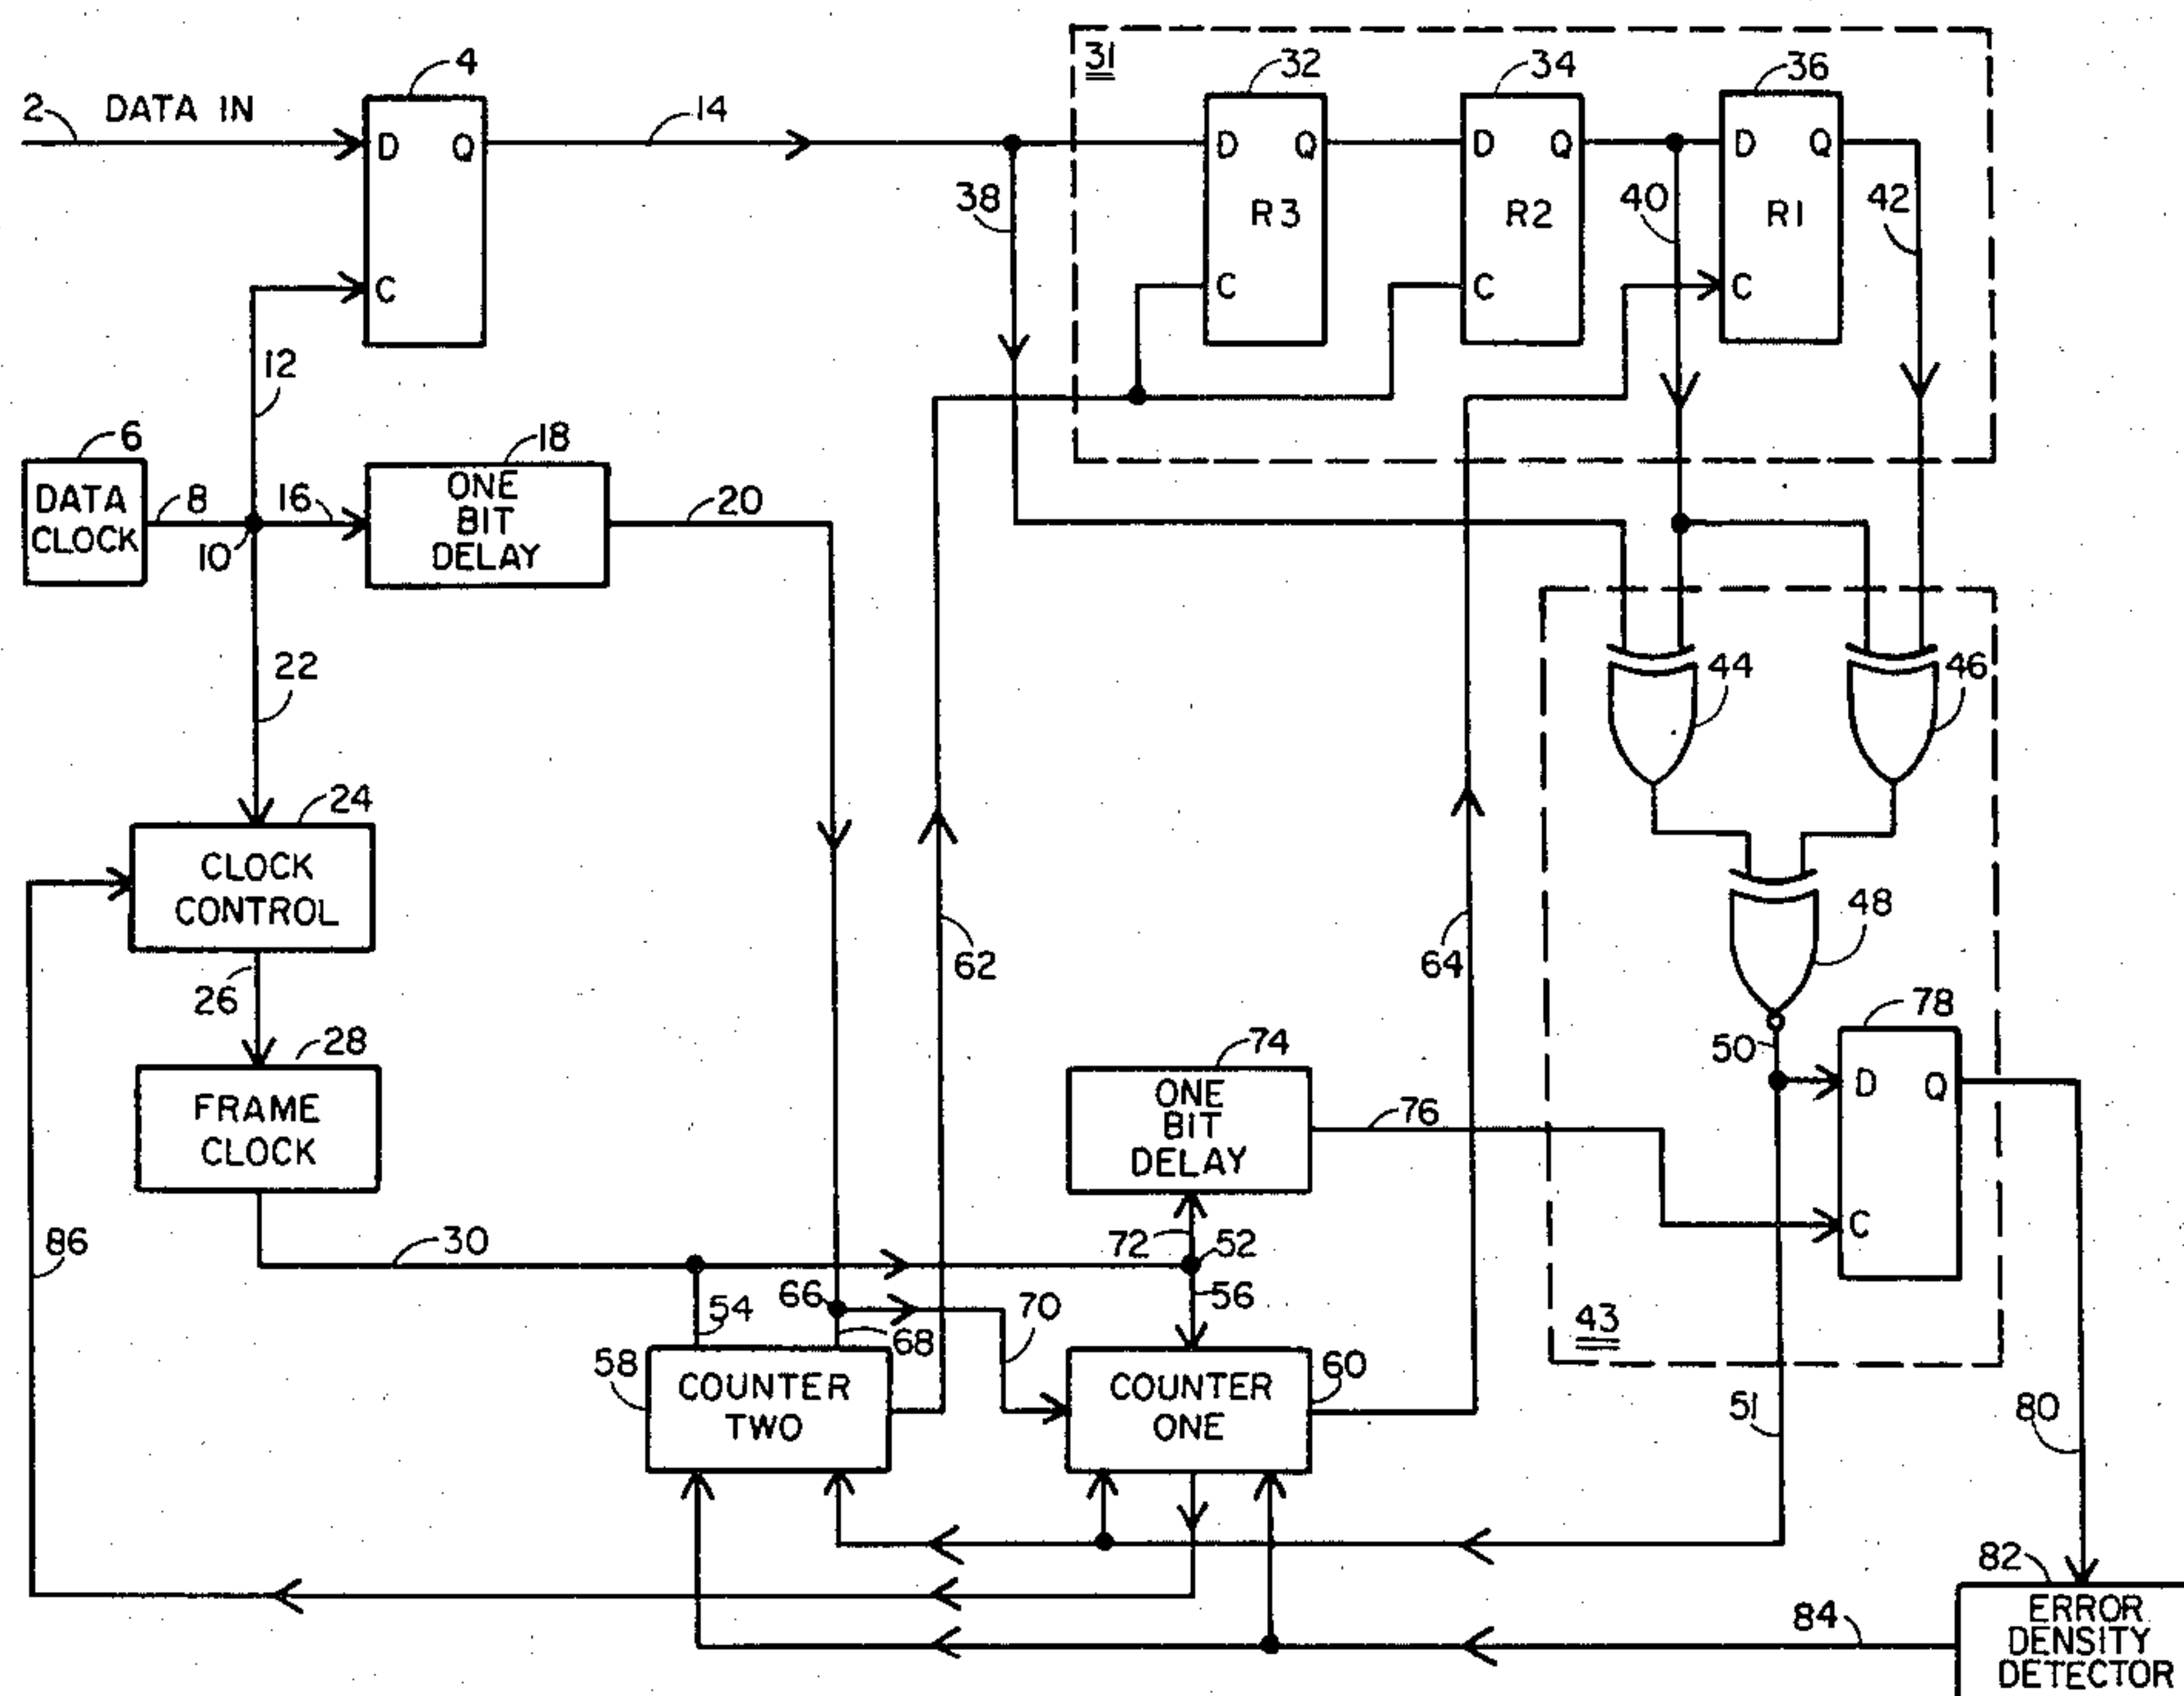 4
2 DATA IN
D Q
C
14
12
6
DATA
CLOCK
8
10
16
18
ONE
BIT
DELAY
20
22
24
CLOCK
CONTROL
26
28
FRAME
CLOCK
30
86
31
32
D Q
R3
C
34
D Q
R2
C
36
D Q
R1
C
38
40
42
44
46
48
50
78
D Q
C
43
62
64
74
ONE
BIT
DELAY
76
72
52
56
54
66
68
70
58
COUNTER
TWO
60
COUNTER
ONE
51
80
82
ERROR
DENSITY
DETECTOR
84